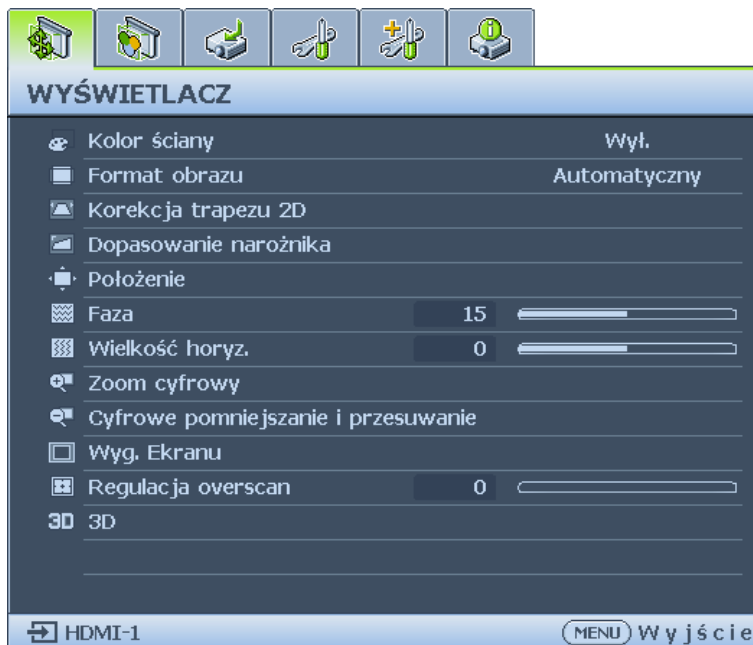 WYŚWIETLACZ
Kolor ściany Wył.
Format obrazu Automatyczny
Korekcja trapezu 2D
Dopasowanie narożnika
Położenie
Faza 15
Wielkość horyz. 0
Zoom cyfrowy
Cyfrowe pomniejszanie i przesuwanie
Wyg. Ekranu
Regulacja overscan 0
3D 3D
HDMI-1 MENU Wyjście